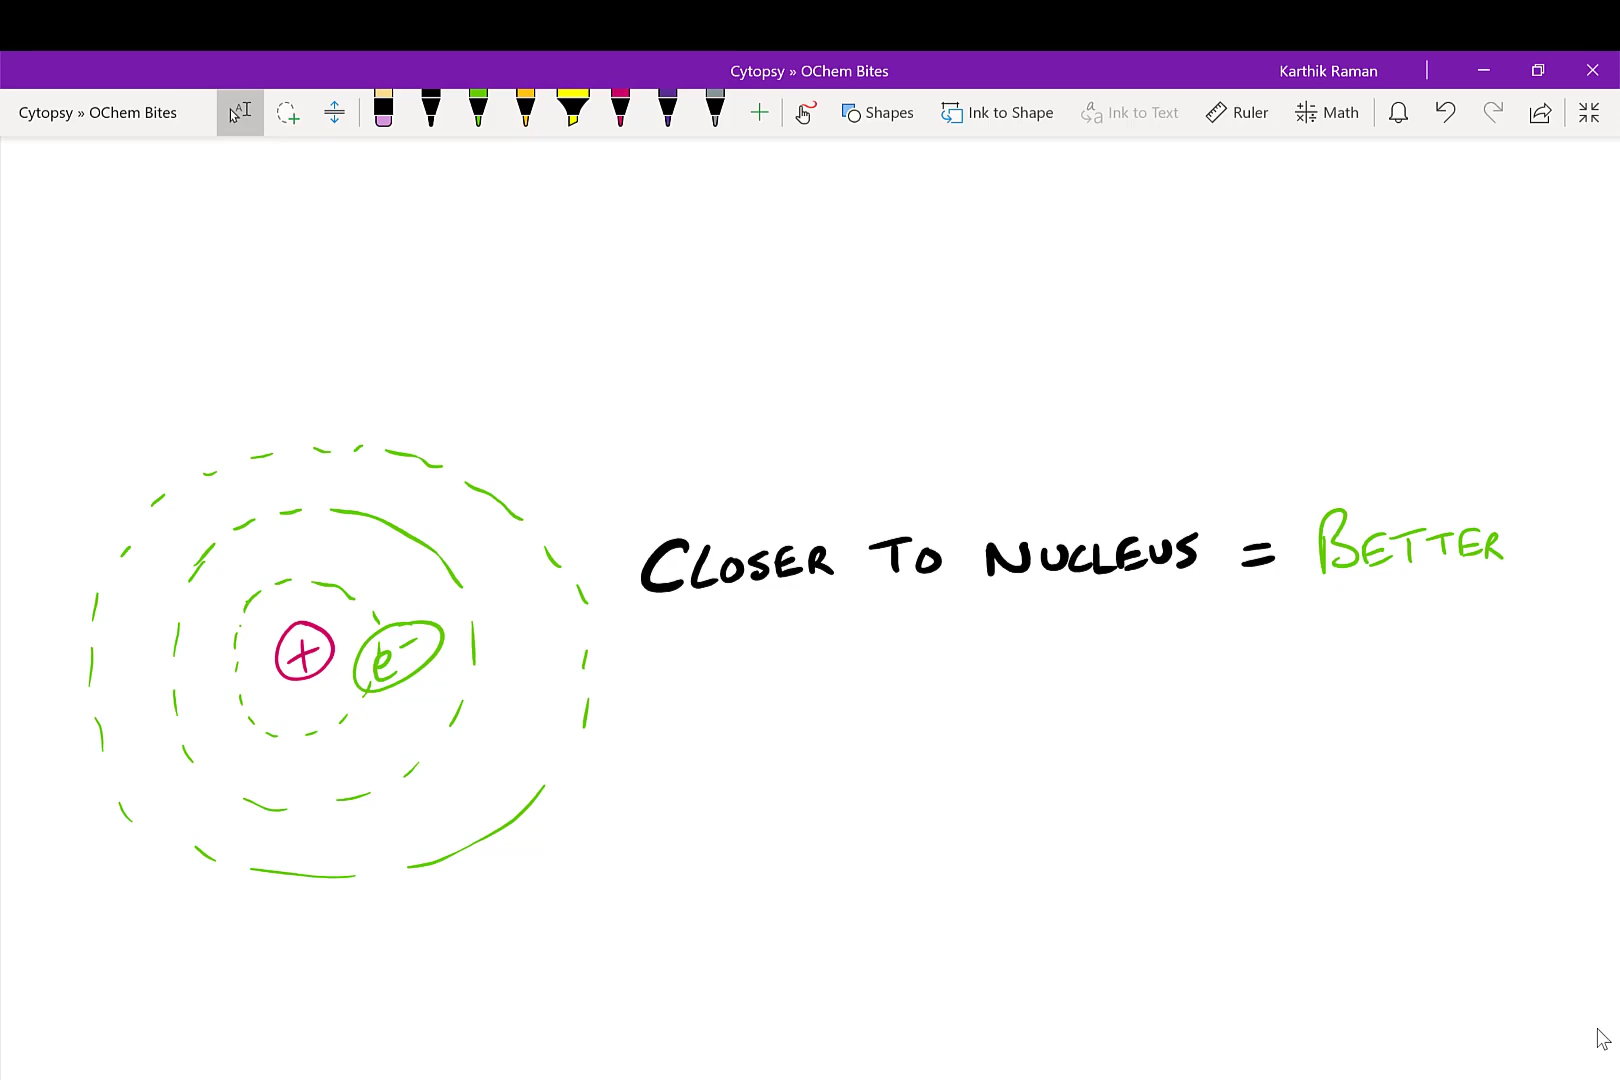 Cytopsy » OChem Bites
Karthik Raman
Cytopsy » OChem Bites
Shapes
Ink to Shape
Ink to Text
Ruler
Math
CLOSER TO NUCLEUS = BETTER
+
e⁻